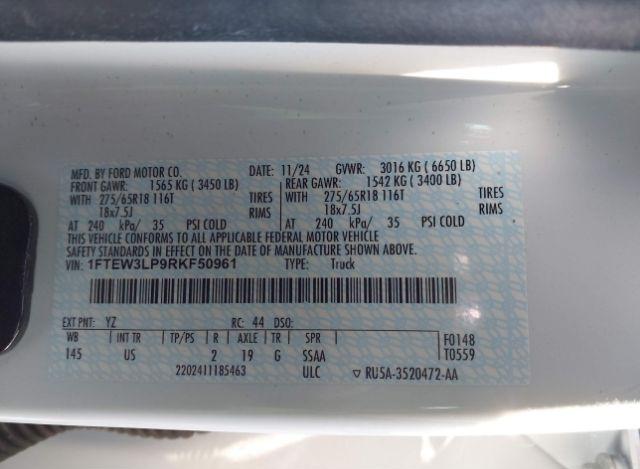 MFD. BY FORD MOTOR CO. DATE: 11/24 GVWR: 3016 KG ( 6650 LB)
FRONT GAWR: 1565 KG ( 3450 LB) REAR GAWR: 1542 KG ( 3400 LB)
WITH 275/65R18 116T TIRES WITH 275/65R18 116T TIRES
18x7.5J RIMS 18x7.5J RIMS
AT 240 kPa/ 35 PSI COLD AT 240 kPa/ 35 PSI COLD
THIS VEHICLE CONFORMS TO ALL APPLICABLE FEDERAL MOTOR VEHICLE
SAFETY STANDARDS IN EFFECT ON THE DATE OF MANUFACTURE SHOWN ABOVE.
VIN: 1FTEW3LP9RKF50961 TYPE: Truck
EXT PNT: YZ RC: 44 DSO:
WB INT TR TP/PS R AXLE TR SPR F0148
145 US 2 19 G SSAA T0559
2202411185463 ULC ▽ RU5A-3520472-AA